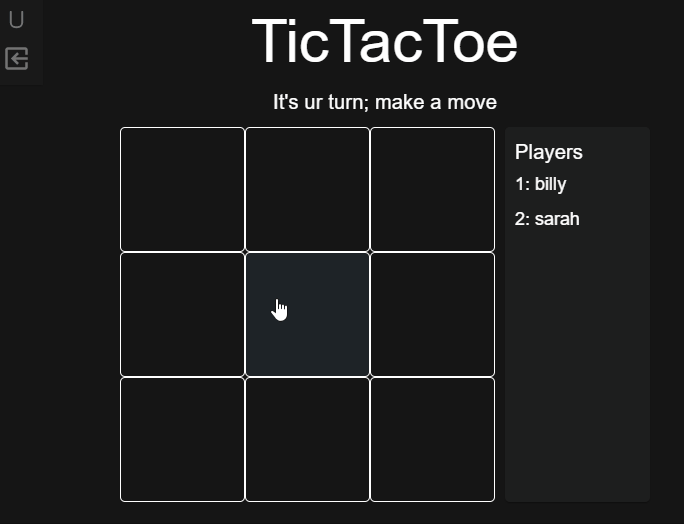 U
TicTacToe
It's ur turn; make a move
Players
1: billy
2: sarah